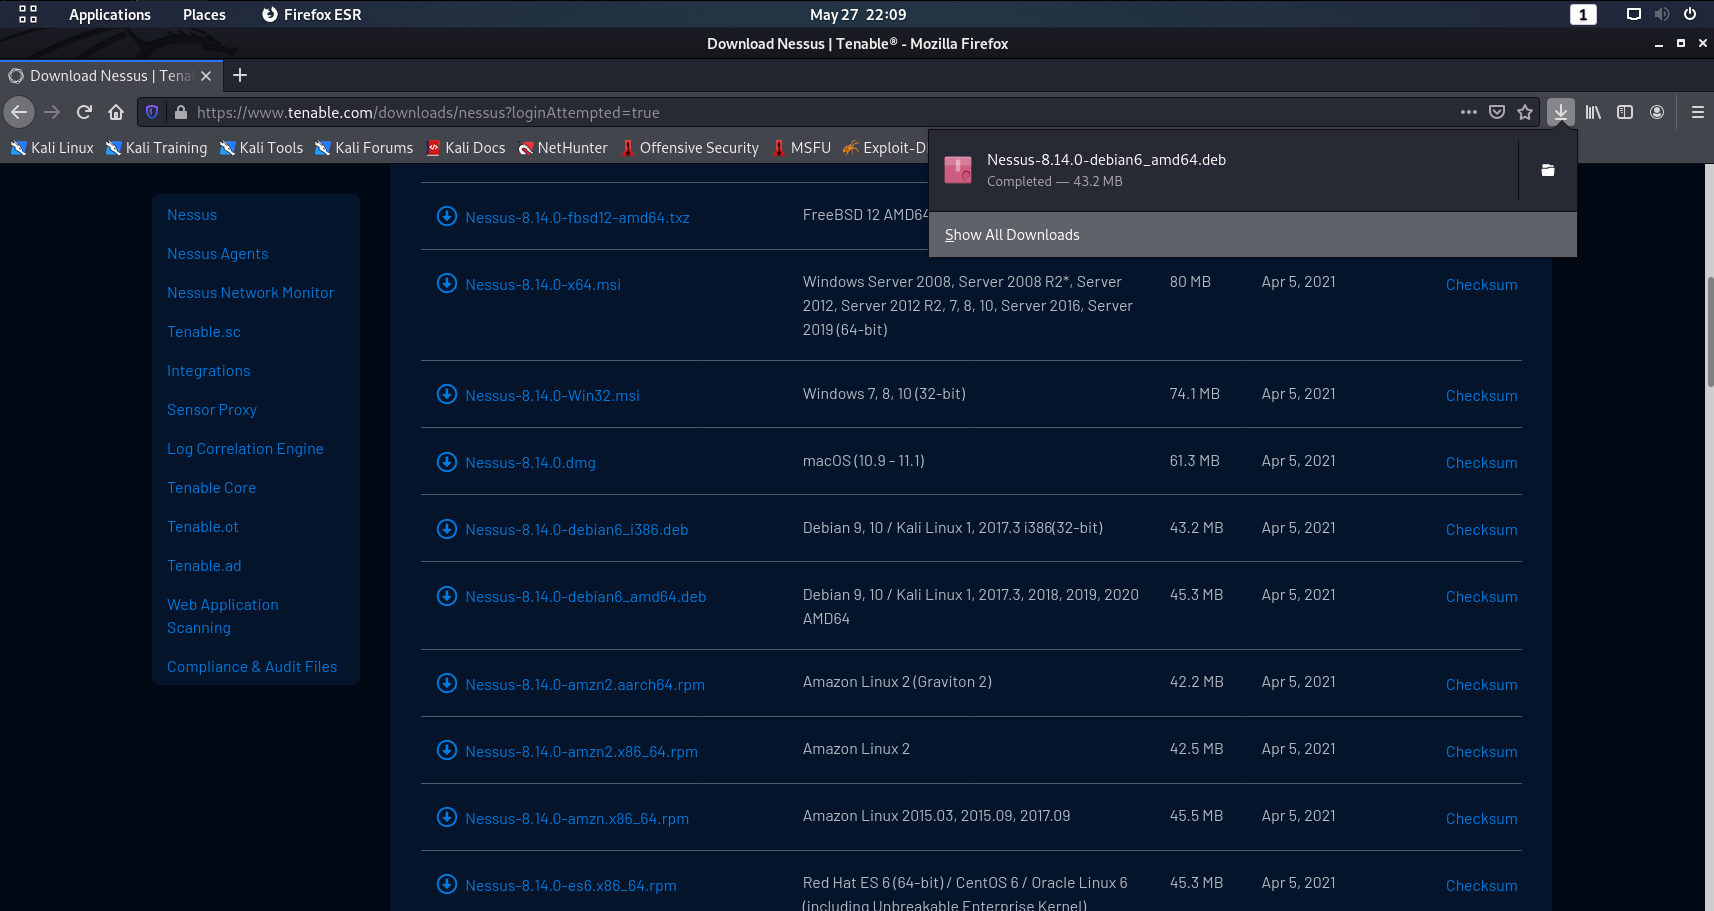 Applications Places Firefox ESR May 27 22:09 1
Download Nessus | Tenable® - Mozilla Firefox
Download Nessus | Tena
https://www.tenable.com/downloads/nessus?loginAttempted=true
Kali Linux Kali Training Kali Tools Kali Forums Kali Docs NetHunter Offensive Security MSFU Exploit-D
Nessus-8.14.0-debian6_amd64.deb
Completed — 43.2 MB
Show All Downloads
Nessus
Nessus Agents
Nessus Network Monitor
Tenable.sc
Integrations
Sensor Proxy
Log Correlation Engine
Tenable Core
Tenable.ot
Tenable.ad
Web Application
Scanning
Compliance & Audit Files
Nessus-8.14.0-fbsd12-amd64.txz FreeBSD 12 AMD64
Nessus-8.14.0-x64.msi Windows Server 2008, Server 2008 R2*, Server 80 MB Apr 5, 2021 Checksum
2012, Server 2012 R2, 7, 8, 10, Server 2016, Server
2019 (64-bit)
Nessus-8.14.0-Win32.msi Windows 7, 8, 10 (32-bit) 74.1 MB Apr 5, 2021 Checksum
Nessus-8.14.0.dmg macOS (10.9 - 11.1) 61.3 MB Apr 5, 2021 Checksum
Nessus-8.14.0-debian6_i386.deb Debian 9, 10 / Kali Linux 1, 2017.3 i386(32-bit) 43.2 MB Apr 5, 2021 Checksum
Nessus-8.14.0-debian6_amd64.deb Debian 9, 10 / Kali Linux 1, 2017.3, 2018, 2019, 2020 45.3 MB Apr 5, 2021 Checksum
AMD64
Nessus-8.14.0-amzn2.aarch64.rpm Amazon Linux 2 (Graviton 2) 42.2 MB Apr 5, 2021 Checksum
Nessus-8.14.0-amzn2.x86_64.rpm Amazon Linux 2 42.5 MB Apr 5, 2021 Checksum
Nessus-8.14.0-amzn.x86_64.rpm Amazon Linux 2015.03, 2015.09, 2017.09 45.5 MB Apr 5, 2021 Checksum
Nessus-8.14.0-es6.x86_64.rpm Red Hat ES 6 (64-bit) / CentOS 6 / Oracle Linux 6 45.3 MB Apr 5, 2021 Checksum
(including Unbreakable Enterprise Kernel)